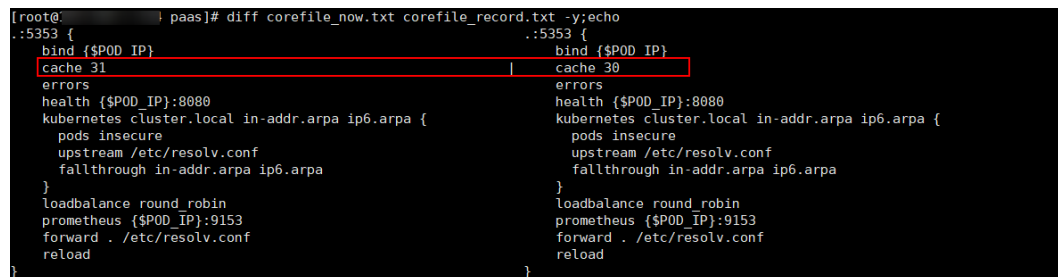 [root@ paas]# diff corefile_now.txt corefile_record.txt -y;echo
.:5353 { .:5353 {
bind {$POD_IP} bind {$POD_IP}
cache 31 | cache 30
errors errors
health {$POD_IP}:8080 health {$POD_IP}:8080
kubernetes cluster.local in-addr.arpa ip6.arpa { kubernetes cluster.local in-addr.arpa ip6.arpa {
pods insecure pods insecure
upstream /etc/resolv.conf upstream /etc/resolv.conf
fallthrough in-addr.arpa ip6.arpa fallthrough in-addr.arpa ip6.arpa
} }
loadbalance round_robin loadbalance round_robin
prometheus {$POD_IP}:9153 prometheus {$POD_IP}:9153
forward . /etc/resolv.conf forward . /etc/resolv.conf
reload reload
} }